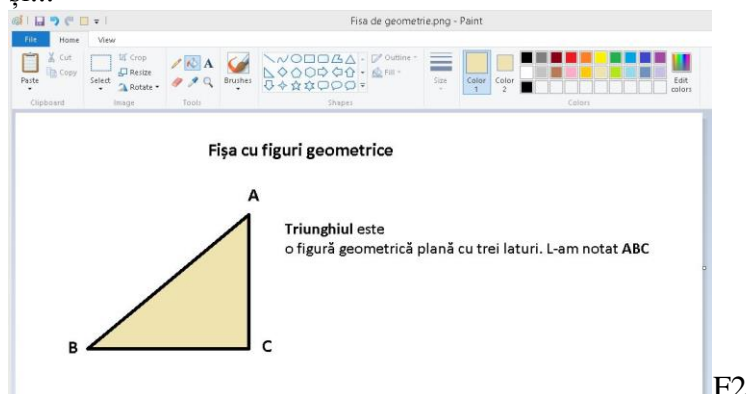 și...
Fisa de geometrie.png - Paint
File Home View
Paste
Cut
Copy
Clipboard
Select
Crop
Resize
Rotate
Image
A
Tools
Brushes
Outline
Fill
Shapes
Size
Color 1
Color 2
Edit colors
Colors
Fișa cu figuri geometrice
A
Triunghiul este
o figură geometrică plană cu trei laturi. L-am notat ABC
B
C
F2